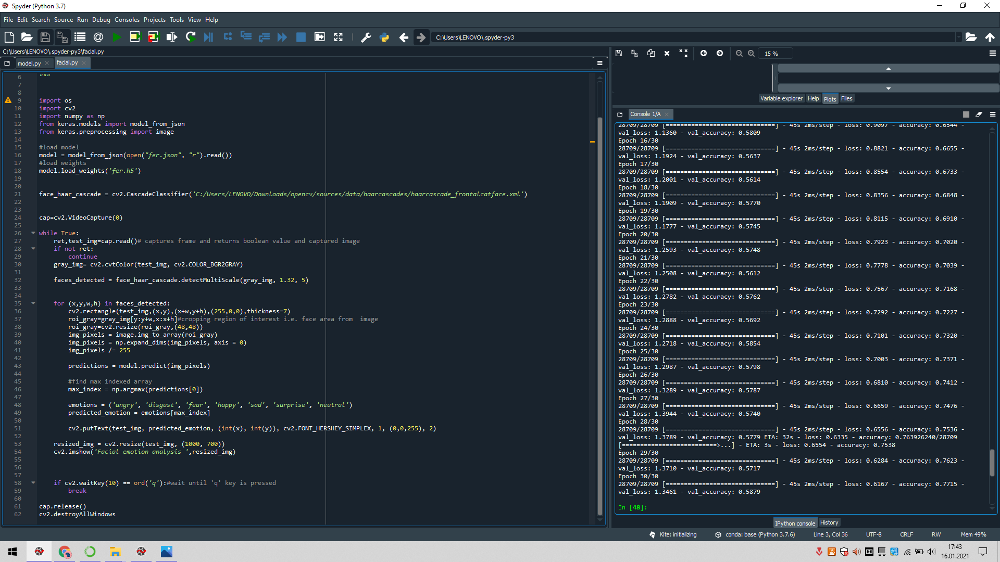 Spyder (Python 3.7)
File Edit Search Source Run Debug Consoles Projects Tools View Help
C:\Users\LENOVO\.spyder-py3
C:\Users\LENOVO\.spyder-py3\facial.py
model.py facial.py
6 """
7
8
9 import os
10 import cv2
11 import numpy as np
12 from keras.models import model_from_json
13 from keras.preprocessing import image
14
15 #load model
16 model = model_from_json(open("fer.json", "r").read())
17 #load weights
18 model.load_weights('fer.h5')
19
20
21 face_haar_cascade = cv2.CascadeClassifier('C:/Users/LENOVO/Downloads/opencv/sources/data/haarcascades/haarcascade_frontalcatface.xml')
22
23
24 cap=cv2.VideoCapture(0)
25
26 while True:
27 ret,test_img=cap.read()# captures frame and returns boolean value and captured image
28 if not ret:
29 continue
30 gray_img= cv2.cvtColor(test_img, cv2.COLOR_BGR2GRAY)
31
32 faces_detected = face_haar_cascade.detectMultiScale(gray_img, 1.32, 5)
33
34
35 for (x,y,w,h) in faces_detected:
36 cv2.rectangle(test_img,(x,y),(x+w,y+h),(255,0,0),thickness=7)
37 roi_gray=gray_img[y:y+w,x:x+h]#cropping region of interest i.e. face area from  image
38 roi_gray=cv2.resize(roi_gray,(48,48))
39 img_pixels = image.img_to_array(roi_gray)
40 img_pixels = np.expand_dims(img_pixels, axis = 0)
41 img_pixels /= 255
42
43 predictions = model.predict(img_pixels)
44
45 #find max indexed array
46 max_index = np.argmax(predictions[0])
47
48 emotions = ('angry', 'disgust', 'fear', 'happy', 'sad', 'surprise', 'neutral')
49 predicted_emotion = emotions[max_index]
50
51 cv2.putText(test_img, predicted_emotion, (int(x), int(y)), cv2.FONT_HERSHEY_SIMPLEX, 1, (0,0,255), 2)
52
53 resized_img = cv2.resize(test_img, (1000, 700))
54 cv2.imshow('Facial emotion analysis ',resized_img)
55
56
57
58 if cv2.waitKey(10) == ord('q'):#wait until 'q' key is pressed
59 break
60
61 cap.release()
62 cv2.destroyAllWindows
15 %
Variable explorer Help Plots Files
Console 1/A
28709/28709 [==============================] - 45s 2ms/step - loss: 0.9097 - accuracy: 0.6544 -
val_loss: 1.1360 - val_accuracy: 0.5809
Epoch 16/30
28709/28709 [==============================] - 45s 2ms/step - loss: 0.8821 - accuracy: 0.6655 -
val_loss: 1.1924 - val_accuracy: 0.5637
Epoch 17/30
28709/28709 [==============================] - 45s 2ms/step - loss: 0.8554 - accuracy: 0.6733 -
val_loss: 1.2001 - val_accuracy: 0.5614
Epoch 18/30
28709/28709 [==============================] - 45s 2ms/step - loss: 0.8356 - accuracy: 0.6848 -
val_loss: 1.1909 - val_accuracy: 0.5770
Epoch 19/30
28709/28709 [==============================] - 45s 2ms/step - loss: 0.8115 - accuracy: 0.6910 -
val_loss: 1.1777 - val_accuracy: 0.5745
Epoch 20/30
28709/28709 [==============================] - 45s 2ms/step - loss: 0.7923 - accuracy: 0.7020 -
val_loss: 1.2593 - val_accuracy: 0.5748
Epoch 21/30
28709/28709 [==============================] - 45s 2ms/step - loss: 0.7778 - accuracy: 0.7039 -
val_loss: 1.2508 - val_accuracy: 0.5612
Epoch 22/30
28709/28709 [==============================] - 45s 2ms/step - loss: 0.7567 - accuracy: 0.7168 -
val_loss: 1.2782 - val_accuracy: 0.5762
Epoch 23/30
28709/28709 [==============================] - 45s 2ms/step - loss: 0.7292 - accuracy: 0.7227 -
val_loss: 1.2888 - val_accuracy: 0.5692
Epoch 24/30
28709/28709 [==============================] - 45s 2ms/step - loss: 0.7101 - accuracy: 0.7320 -
val_loss: 1.2718 - val_accuracy: 0.5854
Epoch 25/30
28709/28709 [==============================] - 45s 2ms/step - loss: 0.7003 - accuracy: 0.7371 -
val_loss: 1.2987 - val_accuracy: 0.5798
Epoch 26/30
28709/28709 [==============================] - 45s 2ms/step - loss: 0.6810 - accuracy: 0.7412 -
val_loss: 1.3289 - val_accuracy: 0.5787
Epoch 27/30
28709/28709 [==============================] - 45s 2ms/step - loss: 0.6659 - accuracy: 0.7476 -
val_loss: 1.3944 - val_accuracy: 0.5740
Epoch 28/30
28709/28709 [==============================] - 45s 2ms/step - loss: 0.6556 - accuracy: 0.7536 -
val_loss: 1.3789 - val_accuracy: 0.5779 ETA: 32s - loss: 0.6335 - accuracy: 0.763926240/28709
[==========================>...] - ETA: 3s - loss: 0.6554 - accuracy: 0.7538
Epoch 29/30
28709/28709 [==============================] - 45s 2ms/step - loss: 0.6284 - accuracy: 0.7623 -
val_loss: 1.3710 - val_accuracy: 0.5717
Epoch 30/30
28709/28709 [==============================] - 45s 2ms/step - loss: 0.6167 - accuracy: 0.7715 -
val_loss: 1.3461 - val_accuracy: 0.5879
In [48]:
IPython console History
Kite: initializing conda: base (Python 3.7.6) Line 3, Col 36 UTF-8 CRLF RW Mem 49%
17:43
16.01.2021